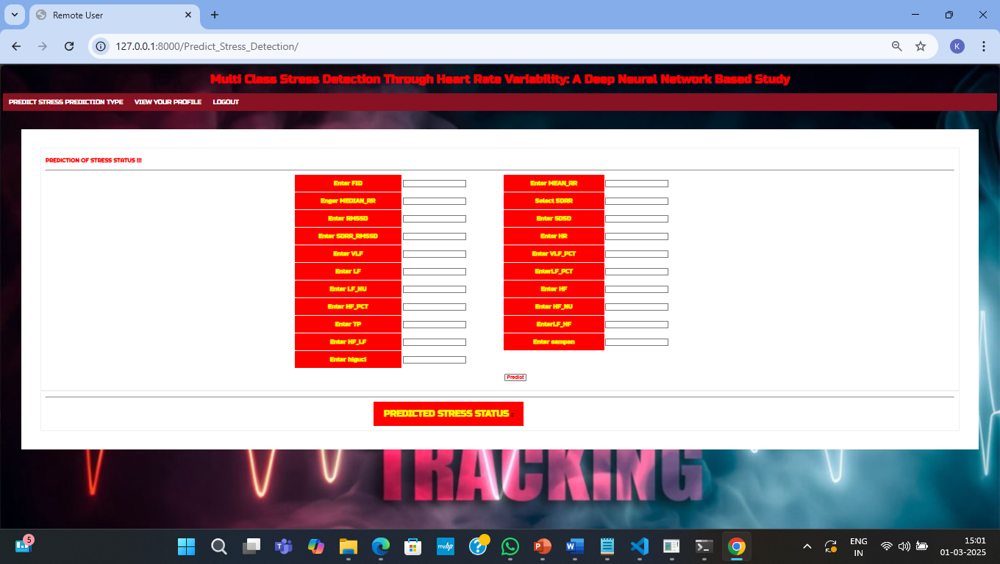 Remote User
127.0.0.1:8000/Predict_Stress_Detection/
K
Multi Class Stress Detection Through Heart Rate Variability: A Deep Neural Network Based Study
PREDICT STRESS PREDICTION TYPE VIEW YOUR PROFILE LOGOUT
PREDICTION OF STRESS STATUS !!!
Enter FID Enter MEAN_RR
Enger MEDIAN_RR Select SDRR
Enter RMSSD Enter SDSD
Enter SDRR_RMSSD Enter HR
Enter VLF Enter VLF_PCT
Enter LF EnterLF_PCT
Enter LF_NU Enter HF
Enter HF_PCT Enter HF_NU
Enter TP EnterLF_HF
Enter HF_LF Enter sampen
Enter higuci
Predict
PREDICTED STRESS STATUS :
TRACKING
5
myhp
ENG
IN
15:01
01-03-2025